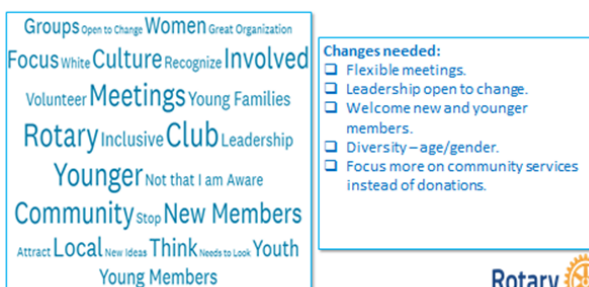 Groups Open to Change Women Great Organization
Focus White Culture Recognize Involved
Volunteer Meetings Young Families
Rotary Inclusive Club Leadership
Younger Not that I am Aware
Community Stop New Members
Attract Local New Ideas Think Needs to Look Youth
Young Members
Changes needed:
Flexible meetings.
Leadership open to change.
Welcome new and younger
members.
Diversity – age/gender.
Focus more on community services
instead of donations.
Rotary